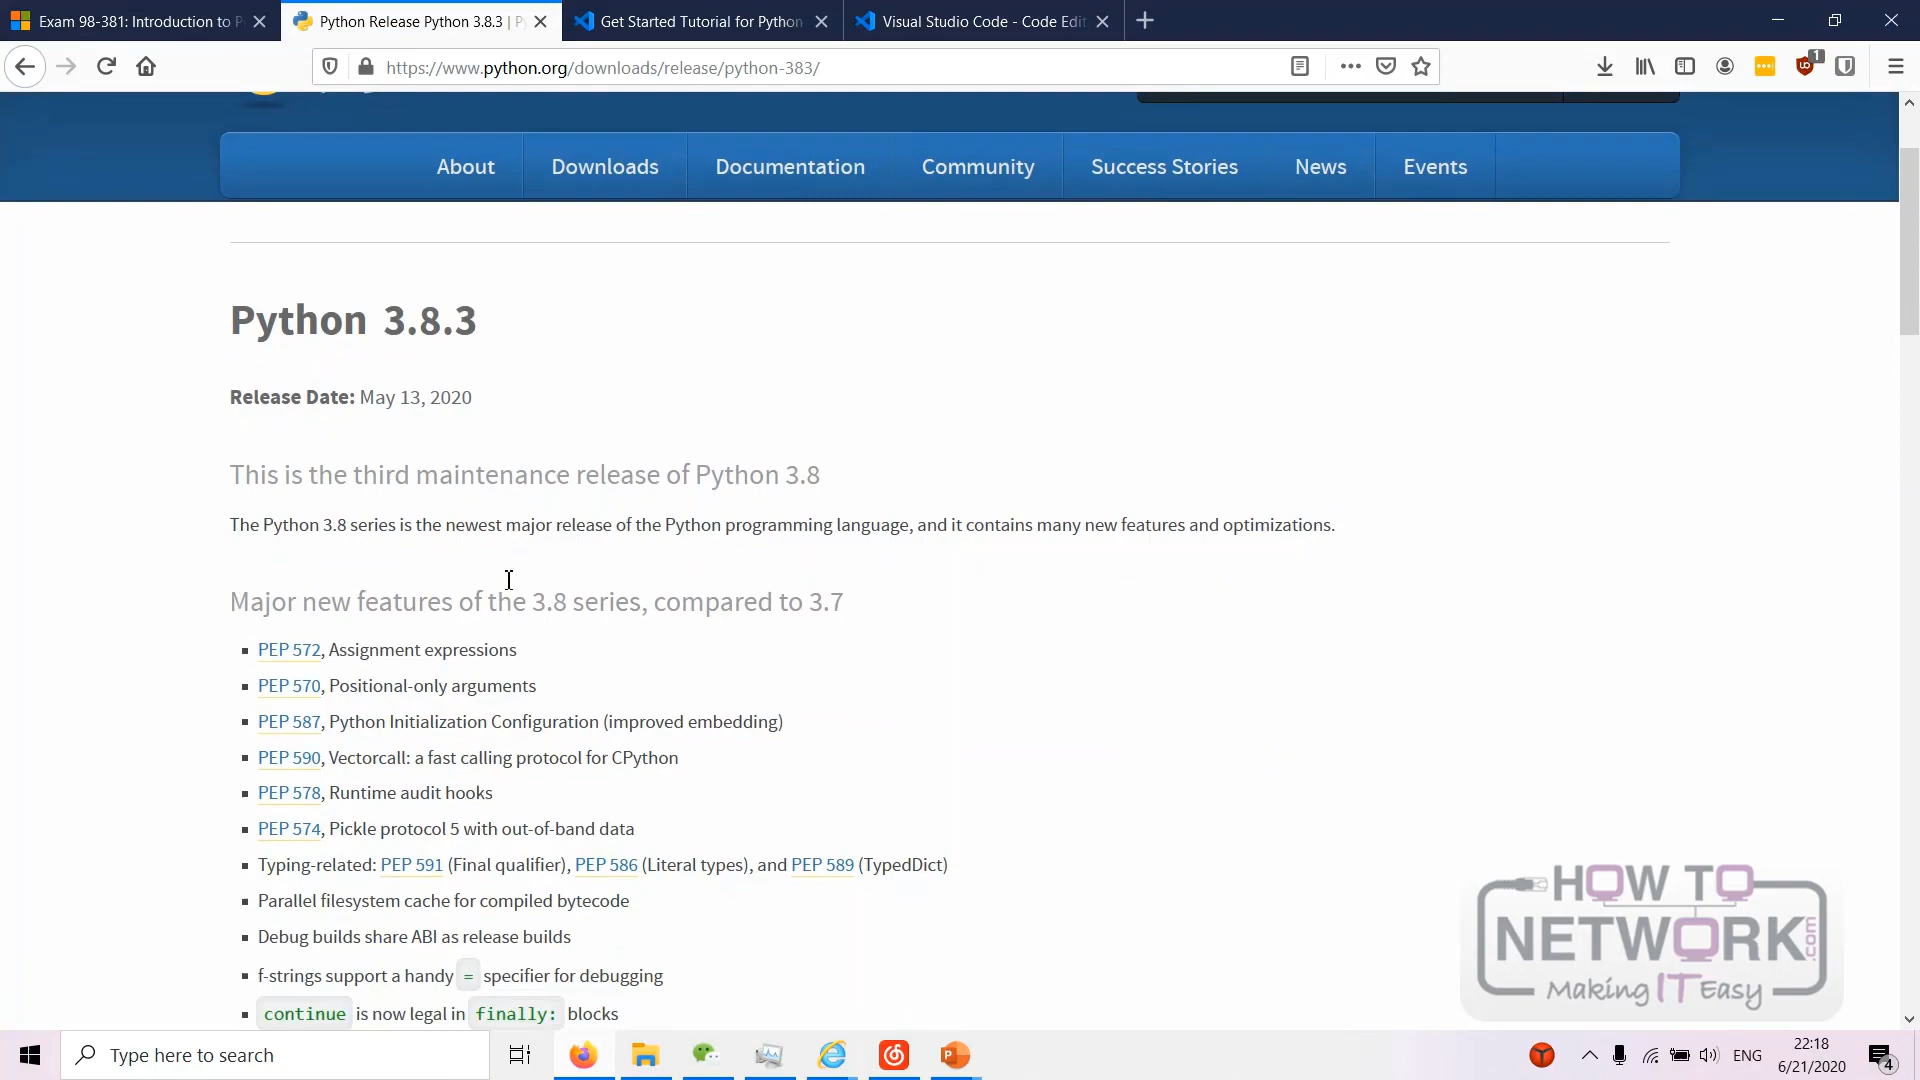 Exam 98-381: Introduction to P
Python Release Python 3.8.3 | P
Get Started Tutorial for Python
Visual Studio Code - Code Edit
https://www.python.org/downloads/release/python-383/
1
About
Downloads
Documentation
Community
Success Stories
News
Events
Python 3.8.3
Release Date: May 13, 2020
This is the third maintenance release of Python 3.8
The Python 3.8 series is the newest major release of the Python programming language, and it contains many new features and optimizations.
Major new features of the 3.8 series, compared to 3.7
PEP 572, Assignment expressions
PEP 570, Positional-only arguments
PEP 587, Python Initialization Configuration (improved embedding)
PEP 590, Vectorcall: a fast calling protocol for CPython
PEP 578, Runtime audit hooks
PEP 574, Pickle protocol 5 with out-of-band data
Typing-related: PEP 591 (Final qualifier), PEP 586 (Literal types), and PEP 589 (TypedDict)
Parallel filesystem cache for compiled bytecode
Debug builds share ABI as release builds
f-strings support a handy = specifier for debugging
continue is now legal in finally: blocks
HOW TO
NETWORK.com
Making IT Easy
Type here to search
ENG
22:18
6/21/2020
4